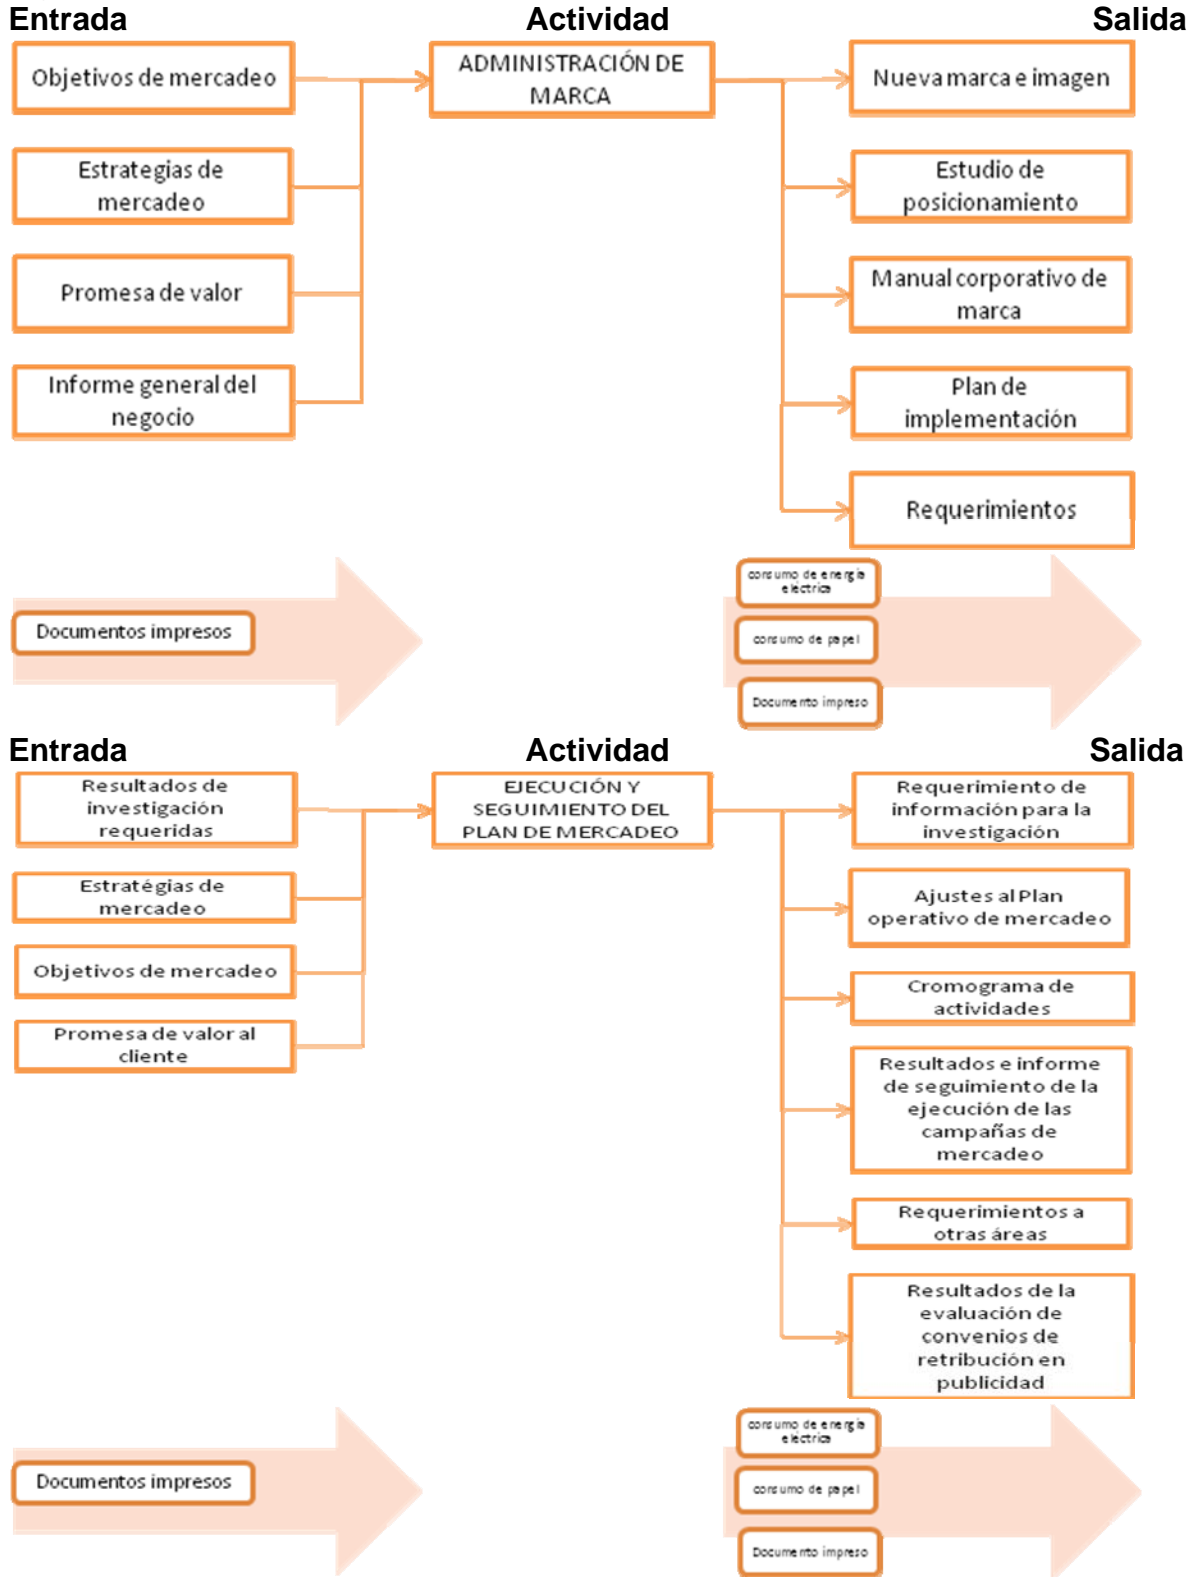 Entrada Actividad Salida
Objetivos de mercadeo
Estrategias de
mercadeo
Promesa de valor
Informe general del
negocio
ADMINISTRACIÓN DE
MARCA
Nueva marca e imagen
Estudio de
posicionamiento
Manual corporativo de
marca
Plan de
implementación
Requerimientos
Documentos impresos
consumo de energía
eléctrica
consumo de papel
Documento impreso
Entrada Actividad Salida
Resultados de
investigación
requeridas
Estratégias de
mercadeo
Objetivos de mercadeo
Promesa de valor al
cliente
EJECUCIÓN Y
SEGUIMIENTO DEL
PLAN DE MERCADEO
Requerimiento de
información para la
investigación
Ajustes al Plan
operativo de mercadeo
Cromograma de
actividades
Resultados e informe
de seguimiento de la
ejecución de las
campañas de
mercadeo
Requerimientos a
otras áreas
Resultados de la
evaluación de
convenios de
retribución en
publicidad
Documentos impresos
consumo de energía
eléctrica
consumo de papel
Documento impreso